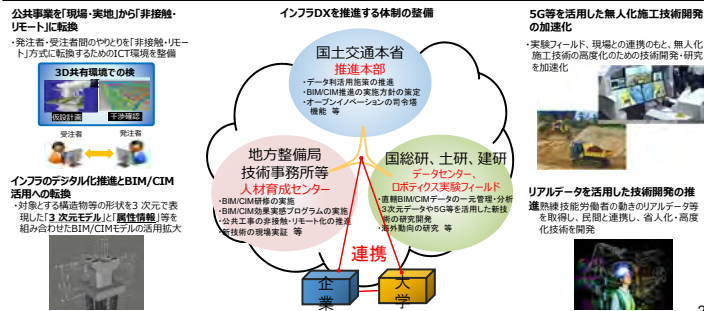 公共事業を「現場・実地」から「非接触・
リモート」に転換
・発注者・受注者間のやりとりを「非接触・リモー
ト」方式に転換するためのICT環境を整備
3D共有環境での検
仮設計画
干渉確認
受注者
発注者
インフラのデジタル化推進とBIM/CIM
活用への転換
・対象とする構造物等の形状を3次元で表
現した「3次元モデル」と「属性情報」等を
組み合わせたBIM/CIMモデルの活用拡大
インフラDXを推進する体制の整備
国土交通本省
推進本部
・データ利活用施策の推進
・BIM/CIM推進の実施方針の策定
・オープンイノベーションの司令塔
機能 等
地方整備局
技術事務所等
人材育成センター
・BIM/CIM研修の実施
・BIM/CIM効果実感プログラムの実施
・公共工事の非接触・リモート化の推進
・新技術の現場実証 等
国総研、土研、建研
データセンター、
ロボティクス実験フィールド
・直轄BIM/CIMデータの一元管理・分析
・3次元データや5G等を活用した新技
術の研究開発
・海外動向の研究 等
連携
企業
大学
5G等を活用した無人化施工技術開発
の加速化
・実験フィールド、現場との連携のもと、無人化
施工技術の高度化のための技術開発・研究
を加速化
リアルデータを活用した技術開発の推
進
熟練技能労働者の動きのリアルデータ等
を取得し、民間と連携し、省人化・高度
化技術を開発